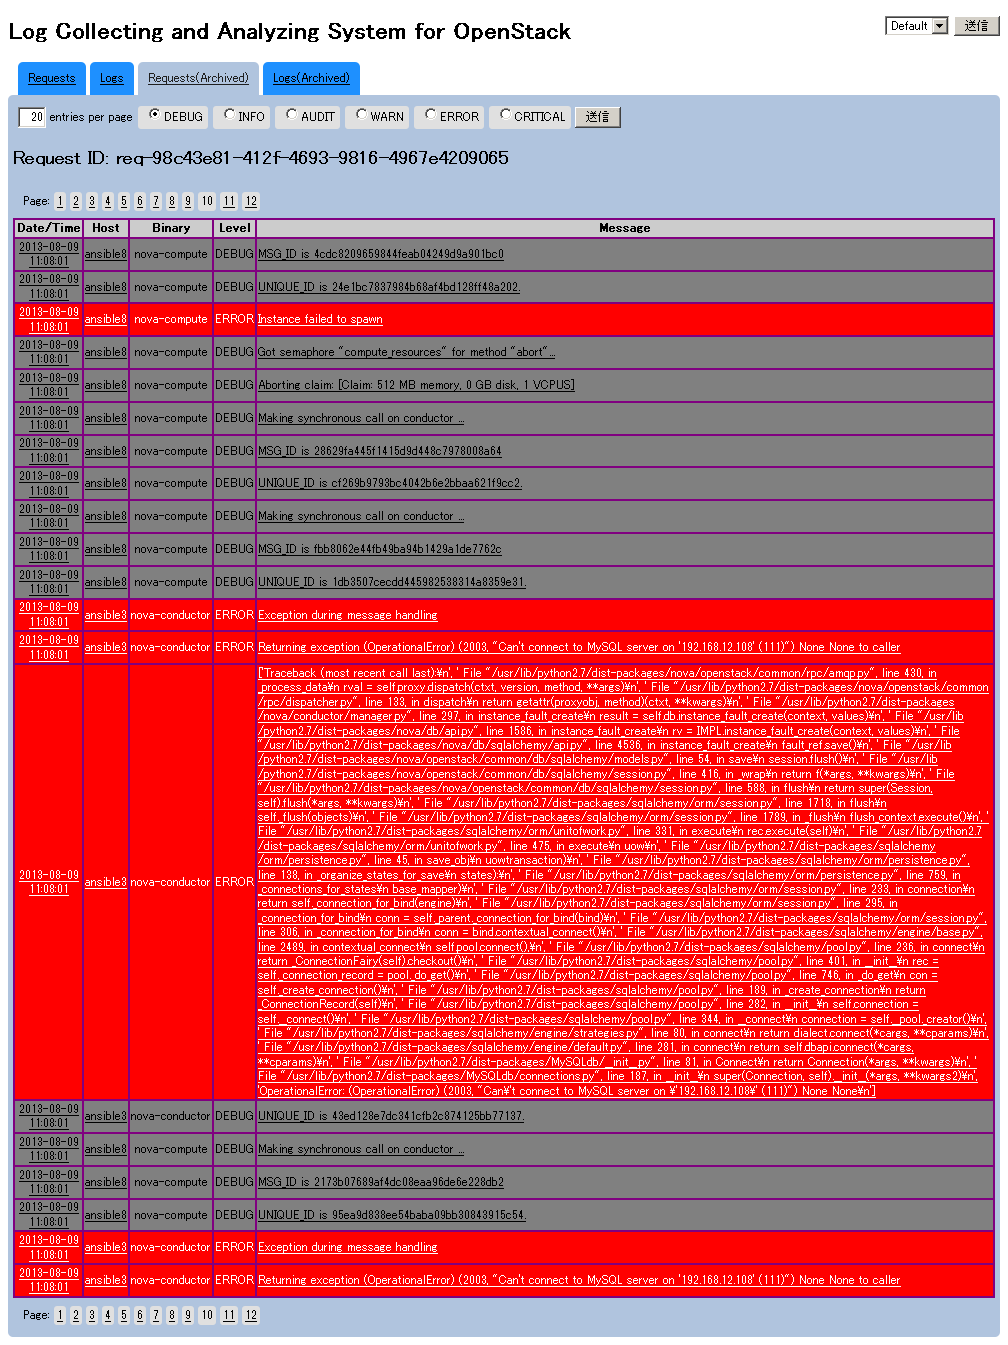 Log Collecting and Analyzing System for OpenStack
Default 送信
Requests Logs Requests(Archived) Logs(Archived)
20 entries per page DEBUG INFO AUDIT WARN ERROR CRITICAL 送信
Request ID: req-98c43e81-412f-4693-9816-4967e4209065
Page: 1 2 3 4 5 6 7 8 9 10 11 12
Date/Time Host Binary Level Message
2013-08-09
11:08:01 ansible8 nova-compute DEBUG MSG_ID is 4cdc8209659844feab04249d9a901bc0
2013-08-09
11:08:01 ansible8 nova-compute DEBUG UNIQUE_ID is 24e1bc7837984b68af4bd128ff48a202.
2013-08-09
11:08:01 ansible8 nova-compute ERROR Instance failed to spawn
2013-08-09
11:08:01 ansible8 nova-compute DEBUG Got semaphore "compute_resources" for method "abort"...
2013-08-09
11:08:01 ansible8 nova-compute DEBUG Aborting claim: [Claim: 512 MB memory, 0 GB disk, 1 VCPUS]
2013-08-09
11:08:01 ansible8 nova-compute DEBUG Making synchronous call on conductor ...
2013-08-09
11:08:01 ansible8 nova-compute DEBUG MSG_ID is 28629fa445f1415d9d448c7978008a64
2013-08-09
11:08:01 ansible8 nova-compute DEBUG UNIQUE_ID is cf269b9793bc4042b6e2bbaa621f9cc2.
2013-08-09
11:08:01 ansible8 nova-compute DEBUG Making synchronous call on conductor ...
2013-08-09
11:08:01 ansible8 nova-compute DEBUG MSG_ID is fbb8062e44fb49ba94b1429a1de7762c
2013-08-09
11:08:01 ansible8 nova-compute DEBUG UNIQUE_ID is 1db3507cecdd445982538314a8359e31.
2013-08-09
11:08:01 ansible3 nova-conductor ERROR Exception during message handling
2013-08-09
11:08:01 ansible3 nova-conductor ERROR Returning exception (OperationalError) (2003, "Can't connect to MySQL server on '192.168.12.108' (111)") None None to caller
2013-08-09
11:08:01 ansible3 nova-conductor ERROR
['Traceback (most recent call last):¥n', ' File "/usr/lib/python2.7/dist-packages/nova/openstack/common/rpc/amqp.py", line 430, in
_process_data¥n rval = self.proxy.dispatch(ctxt, version, method, **args)¥n', ' File "/usr/lib/python2.7/dist-packages/nova/openstack/common
/rpc/dispatcher.py", line 133, in dispatch¥n return getattr(proxyobj, method)(ctxt, **kwargs)¥n', ' File "/usr/lib/python2.7/dist-packages
/nova/conductor/manager.py", line 297, in instance_fault_create¥n result = self.db.instance_fault_create(context, values)¥n', ' File "/usr/lib
/python2.7/dist-packages/nova/db/api.py", line 1586, in instance_fault_create¥n rv = IMPL.instance_fault_create(context, values)¥n', ' File
"/usr/lib/python2.7/dist-packages/nova/db/sqlalchemy/api.py", line 4536, in instance_fault_create¥n fault_ref.save()¥n', ' File "/usr/lib
/python2.7/dist-packages/nova/openstack/common/db/sqlalchemy/models.py", line 54, in save¥n session.flush()¥n', ' File "/usr/lib
/python2.7/dist-packages/nova/openstack/common/db/sqlalchemy/session.py", line 416, in _wrap¥n return f(*args, **kwargs)¥n', ' File
"/usr/lib/python2.7/dist-packages/nova/openstack/common/db/sqlalchemy/session.py", line 588, in flush¥n return super(Session,
self).flush(*args, **kwargs)¥n', ' File "/usr/lib/python2.7/dist-packages/sqlalchemy/orm/session.py", line 1718, in flush¥n
self._flush(objects)¥n', ' File "/usr/lib/python2.7/dist-packages/sqlalchemy/orm/session.py", line 1789, in _flush¥n flush_context.execute()¥n', '
File "/usr/lib/python2.7/dist-packages/sqlalchemy/orm/unitofwork.py", line 331, in execute¥n rec.execute(self)¥n', ' File "/usr/lib/python2.7
/dist-packages/sqlalchemy/orm/unitofwork.py", line 475, in execute¥n uow)¥n', ' File "/usr/lib/python2.7/dist-packages/sqlalchemy
/orm/persistence.py", line 45, in save_obj¥n uowtransaction)¥n', ' File "/usr/lib/python2.7/dist-packages/sqlalchemy/orm/persistence.py",
line 138, in _organize_states_for_save¥n states):¥n', ' File "/usr/lib/python2.7/dist-packages/sqlalchemy/orm/persistence.py", line 759, in
_connections_for_states¥n base_mapper)¥n', ' File "/usr/lib/python2.7/dist-packages/sqlalchemy/orm/session.py", line 233, in connection¥n
return self._connection_for_bind(engine)¥n', ' File "/usr/lib/python2.7/dist-packages/sqlalchemy/orm/session.py", line 295, in
_connection_for_bind¥n conn = self._parent._connection_for_bind(bind)¥n', ' File "/usr/lib/python2.7/dist-packages/sqlalchemy/orm/session.py",
line 306, in _connection_for_bind¥n conn = bind.contextual_connect()¥n', ' File "/usr/lib/python2.7/dist-packages/sqlalchemy/engine/base.py",
line 2489, in contextual_connect¥n self.pool.connect(),¥n', ' File "/usr/lib/python2.7/dist-packages/sqlalchemy/pool.py", line 236, in connect¥n
return _ConnectionFairy(self).checkout()¥n', ' File "/usr/lib/python2.7/dist-packages/sqlalchemy/pool.py", line 401, in __init__¥n rec =
self._connection_record = pool._do_get()¥n', ' File "/usr/lib/python2.7/dist-packages/sqlalchemy/pool.py", line 746, in _do_get¥n con =
self._create_connection()¥n', ' File "/usr/lib/python2.7/dist-packages/sqlalchemy/pool.py", line 189, in _create_connection¥n return
_ConnectionRecord(self)¥n', ' File "/usr/lib/python2.7/dist-packages/sqlalchemy/pool.py", line 282, in __init__¥n self.connection =
self.__connect()¥n', ' File "/usr/lib/python2.7/dist-packages/sqlalchemy/pool.py", line 344, in __connect¥n connection = self.__pool._creator()¥n',
' File "/usr/lib/python2.7/dist-packages/sqlalchemy/engine/strategies.py", line 80, in connect¥n return dialect.connect(*cargs, **cparams)¥n',
' File "/usr/lib/python2.7/dist-packages/sqlalchemy/engine/default.py", line 281, in connect¥n return self.dbapi.connect(*cargs,
**cparams)¥n', ' File "/usr/lib/python2.7/dist-packages/MySQLdb/__init__.py", line 81, in Connect¥n return Connection(*args, **kwargs)¥n', '
File "/usr/lib/python2.7/dist-packages/MySQLdb/connections.py", line 187, in __init__¥n super(Connection, self).__init__(*args, **kwargs2)¥n',
'OperationalError: (OperationalError) (2003, "Can¥'t connect to MySQL server on ¥'192.168.12.108¥' (111)") None None¥n']
2013-08-09
11:08:01 ansible3 nova-conductor DEBUG UNIQUE_ID is 43ed128e7dc341cfb2c874125bb77137.
2013-08-09
11:08:01 ansible8 nova-compute DEBUG Making synchronous call on conductor ...
2013-08-09
11:08:01 ansible8 nova-compute DEBUG MSG_ID is 2173b07689af4dc08eaa96de6e228db2
2013-08-09
11:08:01 ansible8 nova-compute DEBUG UNIQUE_ID is 95ea9d838ee54baba09bb30843915c54.
2013-08-09
11:08:01 ansible3 nova-conductor ERROR Exception during message handling
2013-08-09
11:08:01 ansible3 nova-conductor ERROR Returning exception (OperationalError) (2003, "Can't connect to MySQL server on '192.168.12.108' (111)") None None to caller
Page: 1 2 3 4 5 6 7 8 9 10 11 12